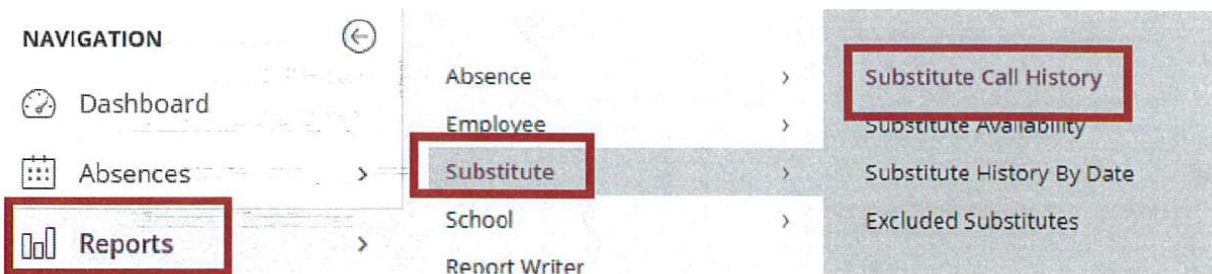 NAVIGATION
Dashboard
Absences
Reports
Absence
Employee
Substitute
School
Report Writer
Substitute Call History
Substitute Availability
Substitute History By Date
Excluded Substitutes